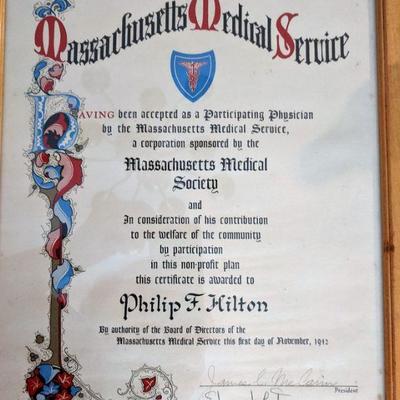 Massachusetts Medical Service
HAVING been accepted as a Participating Physician
by the Massachusetts Medical Service,
a corporation sponsored by the
Massachusetts Medical
Society
and
In consideration of his contribution
to the welfare of the community
by participation
in this non-profit plan
this certificate is awarded to
Philip F. Hilton
By authority of the Board of Directors of the
Massachusetts Medical Service this first day of November, 1942
James C. McCann
President